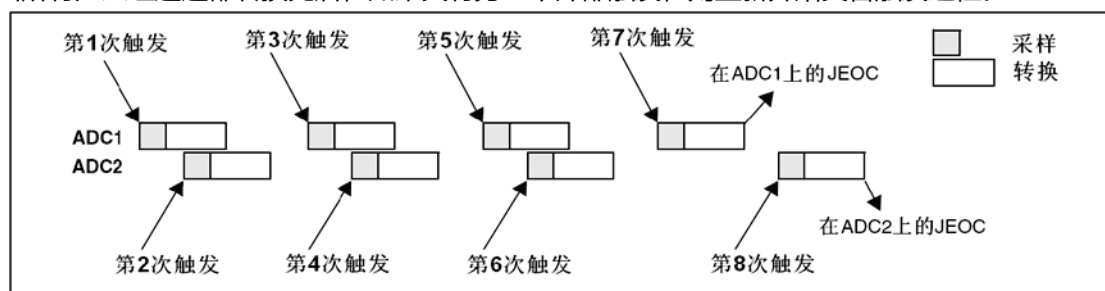 第1次触发
第3次触发
第5次触发
第7次触发
采样
转换
在ADC1上的JEOC
ADC1
ADC2
在ADC2上的JEOC
第2次触发
第4次触发
第6次触发
第8次触发